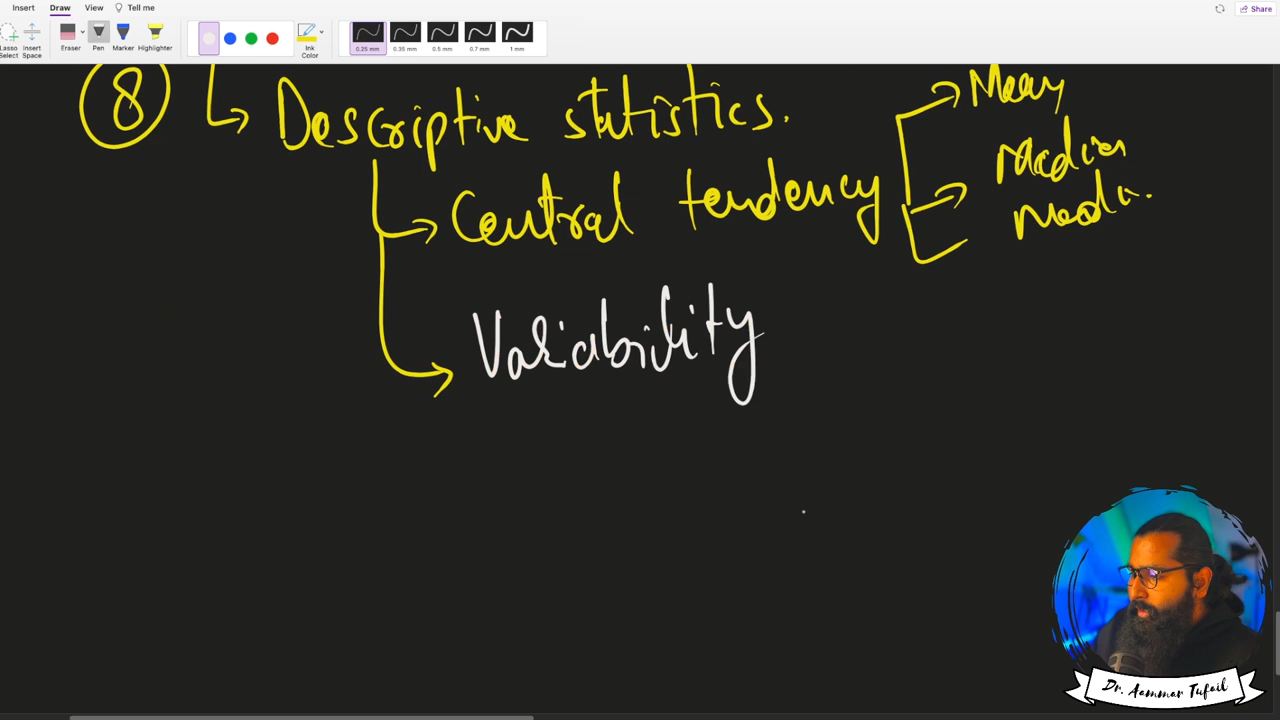 Insert Draw View Tell me Share
Lasso Select
Insert Space
Eraser
Pen
Marker
Highlighter
Ink Color
0.25 mm
0.35 mm
0.5 mm
0.7 mm
1 mm
8
Descriptive statistics.
Central tendency
Mean
Median
Variability
Dr. Aammar Tufail